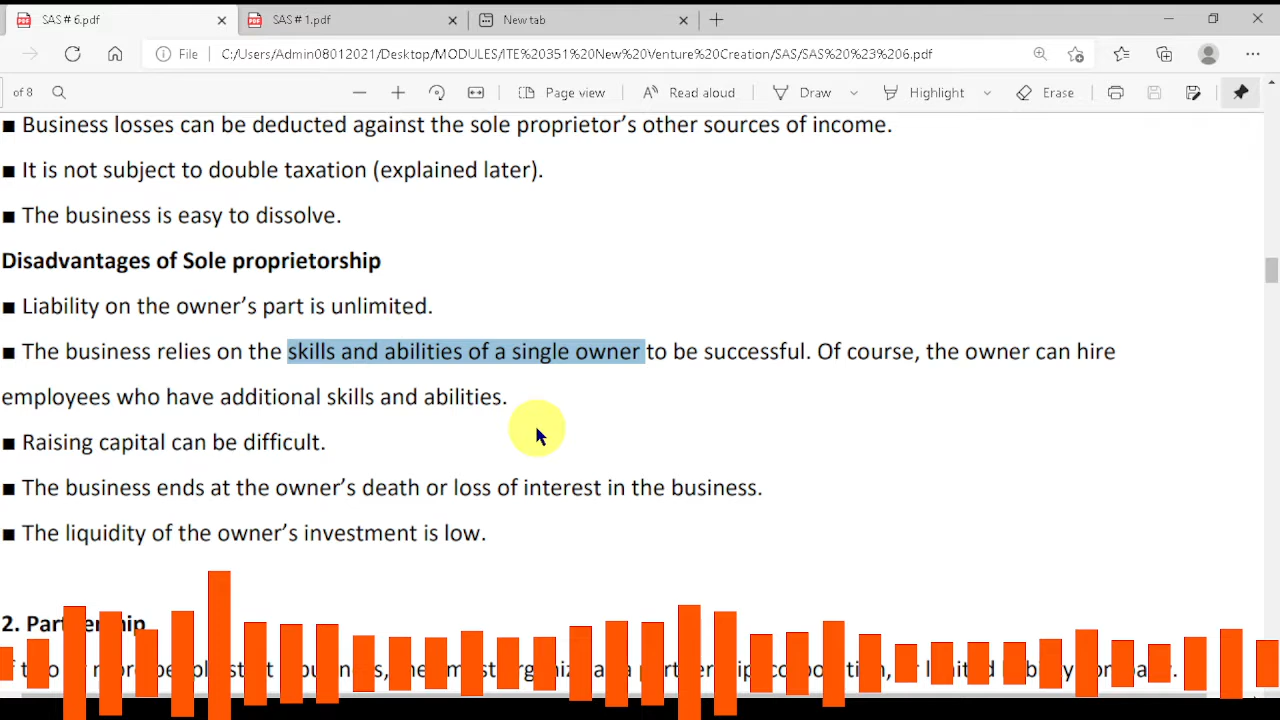 SAS # 6.pdf
SAS # 1.pdf
New tab
File
C:/Users/Admin08012021/Desktop/MODULES/ITE%20351%20New%20Venture%20Creation/SAS/SAS%20%23%206.pdf
of 8
Page view
Read aloud
Draw
Highlight
Erase
■ Business losses can be deducted against the sole proprietor’s other sources of income.
■ It is not subject to double taxation (explained later).
■ The business is easy to dissolve.
Disadvantages of Sole proprietorship
■ Liability on the owner’s part is unlimited.
■ The business relies on the skills and abilities of a single owner to be successful. Of course, the owner can hire
employees who have additional skills and abilities.
■ Raising capital can be difficult.
■ The business ends at the owner’s death or loss of interest in the business.
■ The liquidity of the owner’s investment is low.
2. Partnership